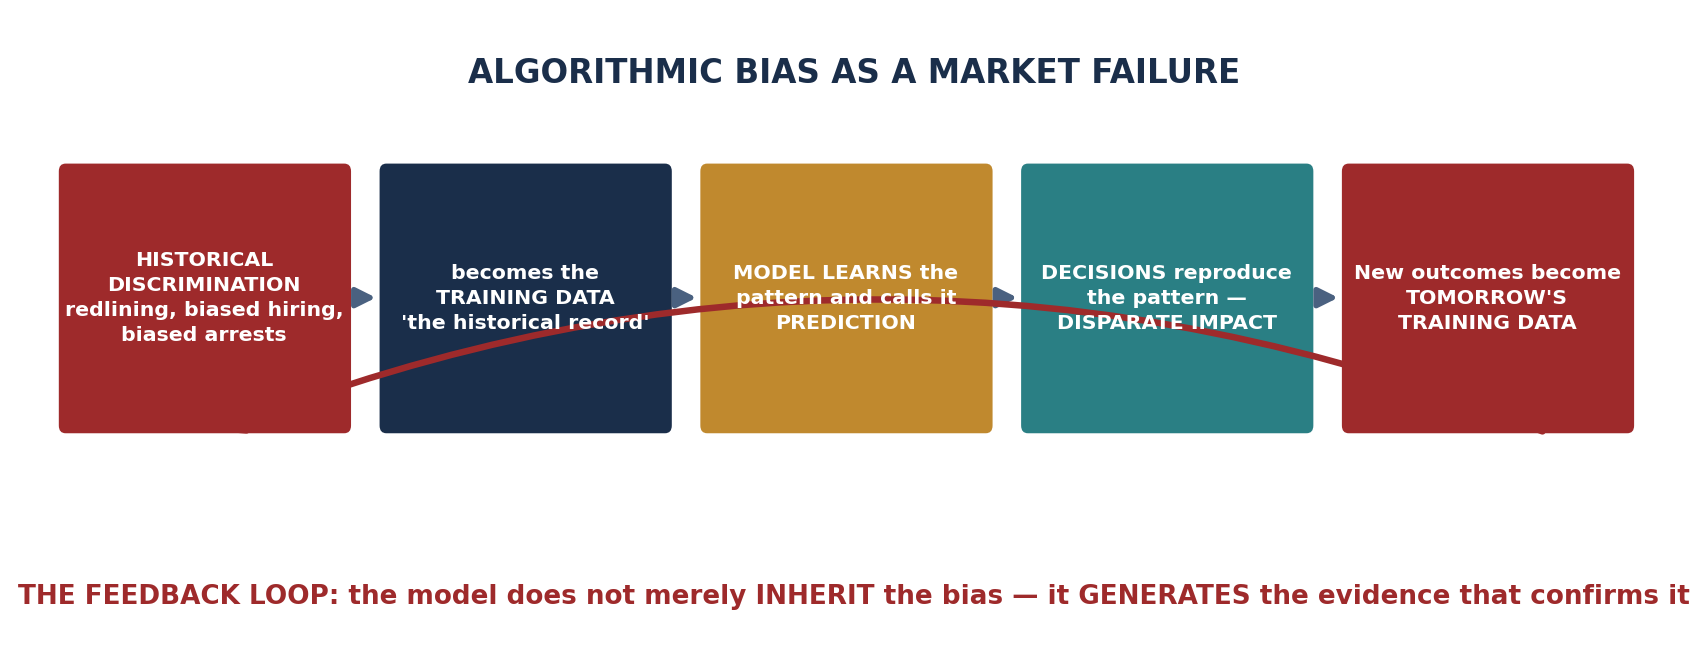 ALGORITHMIC BIAS AS A MARKET FAILURE
HISTORICAL
DISCRIMINATION
redlining, biased hiring,
biased arrests
becomes the
TRAINING DATA
'the historical record'
MODEL LEARNS the
pattern and calls it
PREDICTION
DECISIONS reproduce
the pattern —
DISPARATE IMPACT
New outcomes become
TOMORROW'S
TRAINING DATA
THE FEEDBACK LOOP: the model does not merely INHERIT the bias — it GENERATES the evidence that confirms it